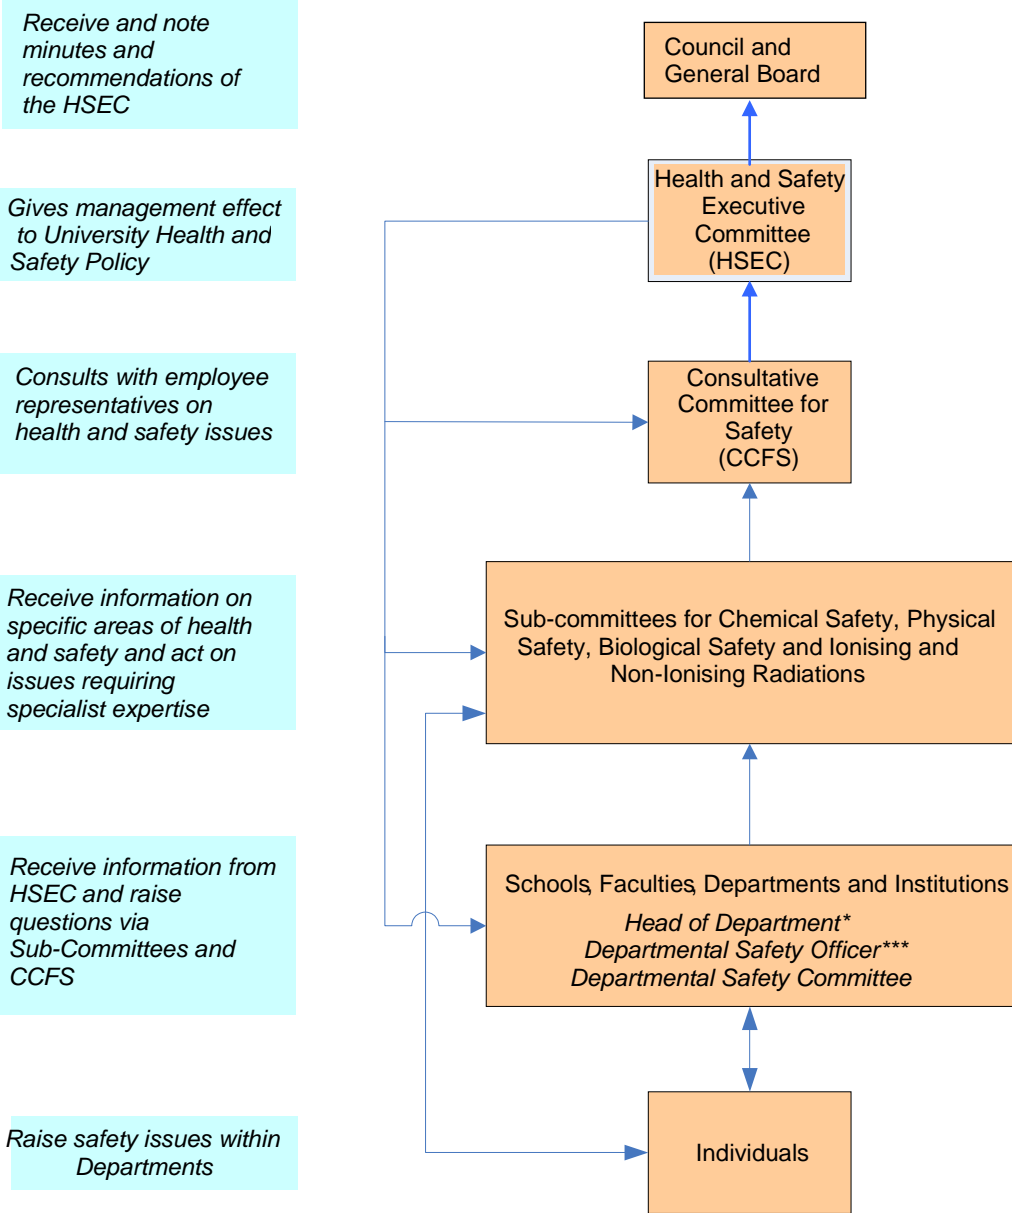 Receive and note
minutes and
recommendations of
the HSEC
Council and
General Board
Gives management effect
to University Health and
Safety Policy
Health and Safety
Executive
Committee
(HSEC)
Consults with employee
representatives on
health and safety issues
Consultative
Committee for
Safety
(CCFS)
Receive information on
specific areas of health
and safety and act on
issues requiring
specialist expertise
Sub-committees for Chemical Safety, Physical
Safety, Biological Safety and Ionising and
Non-Ionising Radiations
Receive information from
HSEC and raise
questions via
Sub-Committees and
CCFS
Schools, Faculties, Departments and Institutions
Head of Department*
Departmental Safety Officer***
Departmental Safety Committee
Raise safety issues within
Departments
Individuals